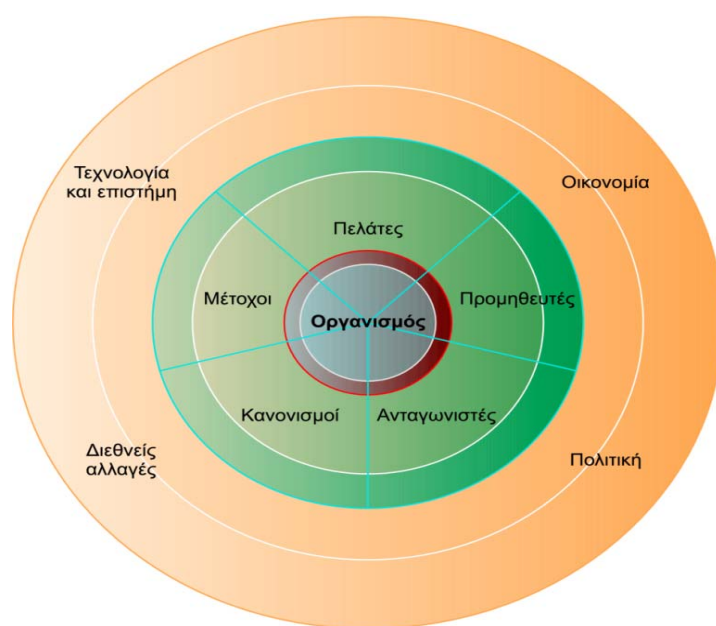 Τεχνολογία
και επιστήμη
Οικονομία
Πελάτες
Μέτοχοι
Προμηθευτές
Οργανισμός
Κανονισμοί
Ανταγωνιστές
Διεθνείς
αλλαγές
Πολιτική